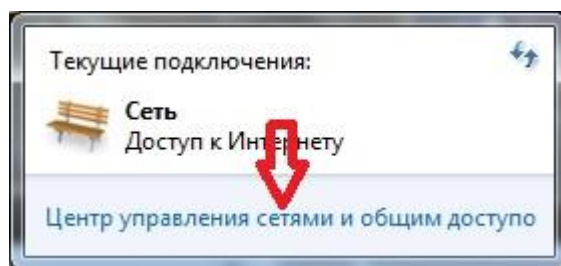 Текущие подключения:
Сеть
Доступ к Интернету
Центр управления сетями и общим доступо